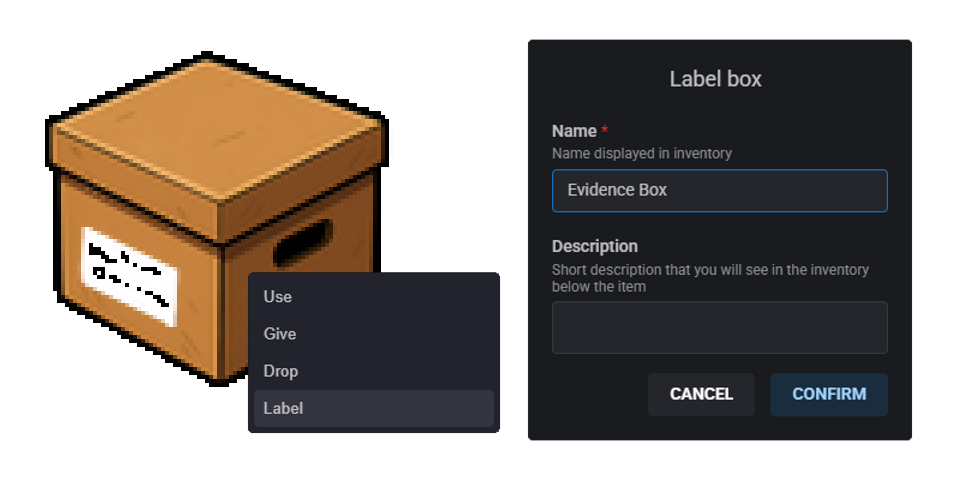 Use
Give
Drop
Label
Label box
Name *
Name displayed in inventory
Evidence Box
Description
Short description that you will see in the inventory
below the item
CANCEL
CONFIRM